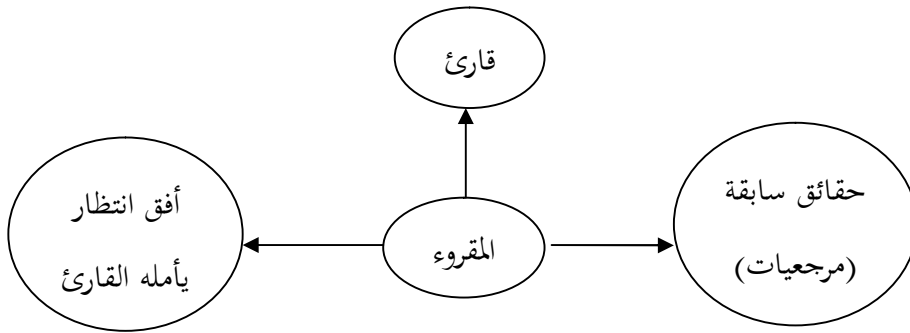 قارئ
حقائق سابقة
(مرجعيات)
المقروء
أفق انتظار
يأمله القارئ